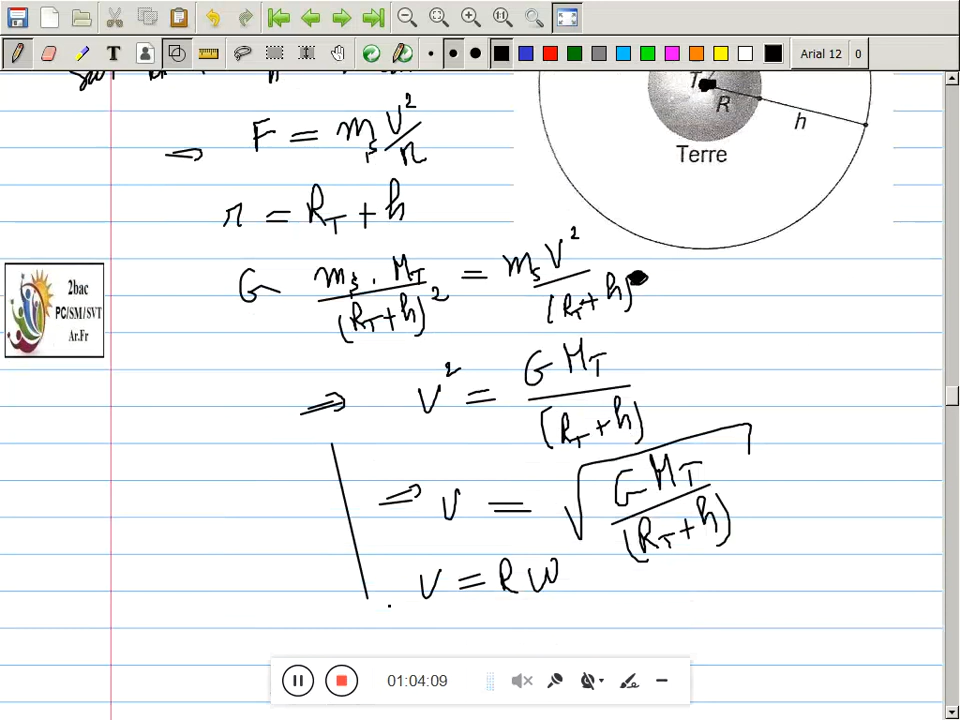 Arial 12 0
T
R
h
Terre
⇒ F = m_s V²/r
r = R_T + h
G m_s . M_T / (R_T + h)² = m_s V² / (R_T + h)
2bac
PC/SM/SVT
Ar.Fr
⇒ V² = G M_T / (R_T + h)
⇒ V = √(G M_T / (R_T + h))
V = R W
01:04:09